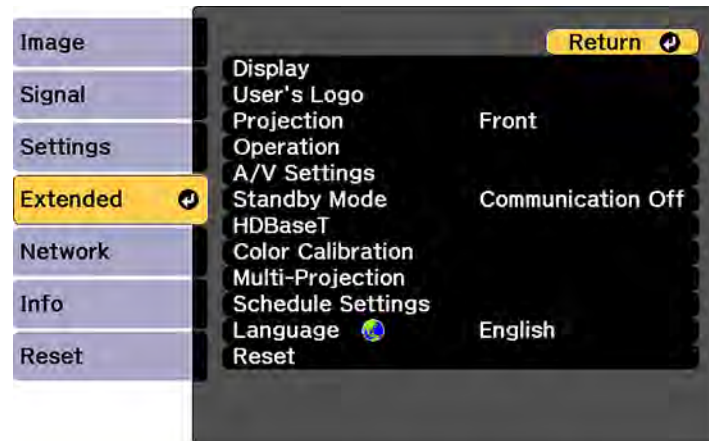 Image
Signal
Settings
Extended
Network
Info
Reset
Return
Display
User's Logo
Projection Front
Operation
A/V Settings
Standby Mode Communication Off
HDBaseT
Color Calibration
Multi-Projection
Schedule Settings
Language English
Reset